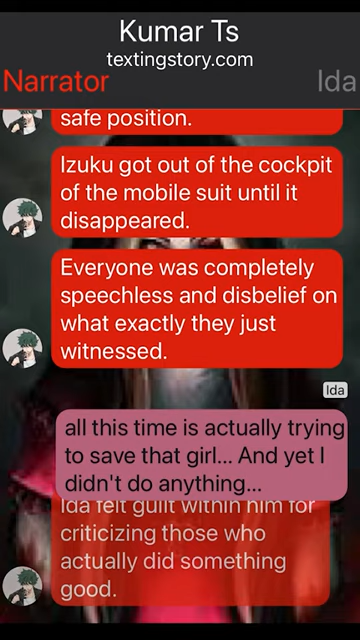 Kumar Ts
textingstory.com
Narrator
Ida
safe position.
Izuku got out of the cockpit
of the mobile suit until it
disappeared.
Everyone was completely
speechless and disbelief on
what exactly they just
witnessed.
Ida
all this time is actually trying
to save that girl... And yet I
didn't do anything...
Ida felt guilt within him for
criticizing those who
actually did something
good.